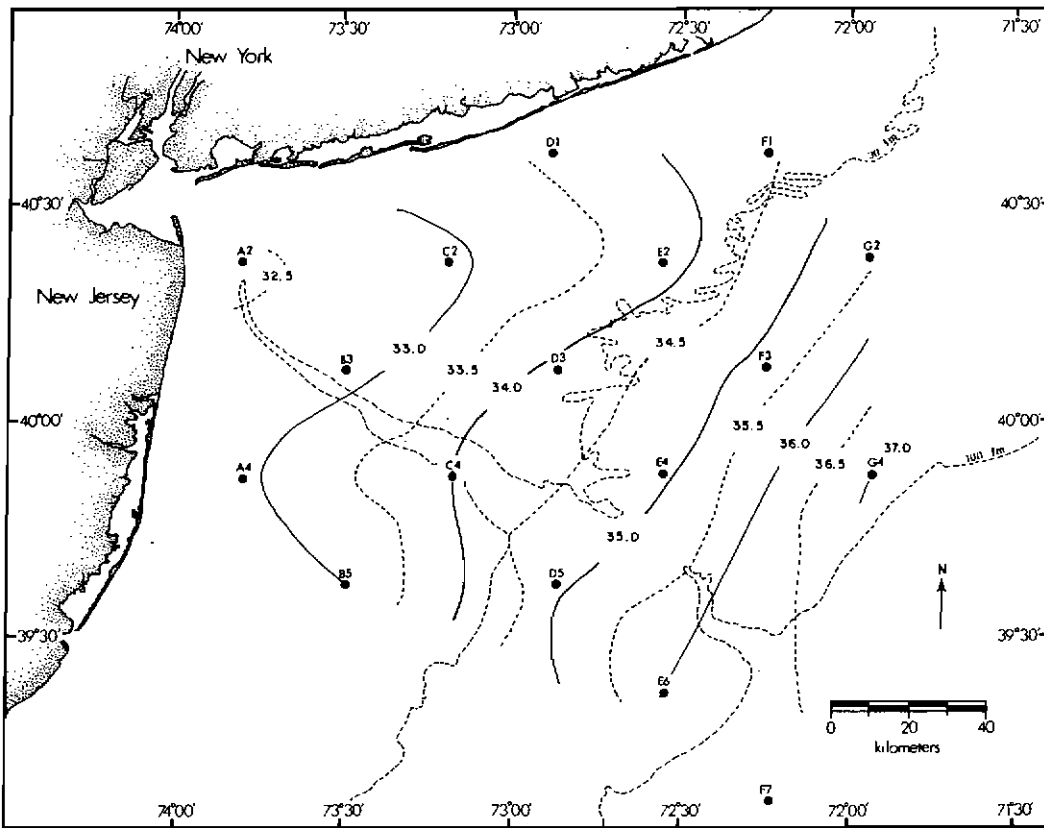 74°00' 73°30' 73°00' 72°30' 72°00' 71°30'
New York
D1 F1
30 fm
40°30' 40°30'
A2 32.5 C2 E2 G2
New Jersey
33.0 33.5 34.0 34.5
B3 D3 F3
40°00' 40°00'
35.5 36.0 36.5 37.0
100 fm
A4 C4 E4 G4
35.0
B5 D5
N
39°30' 39°30'
E6
0 20 40
kilometers
F7
74°00' 73°30' 73°00' 72°30' 72°00' 71°30'